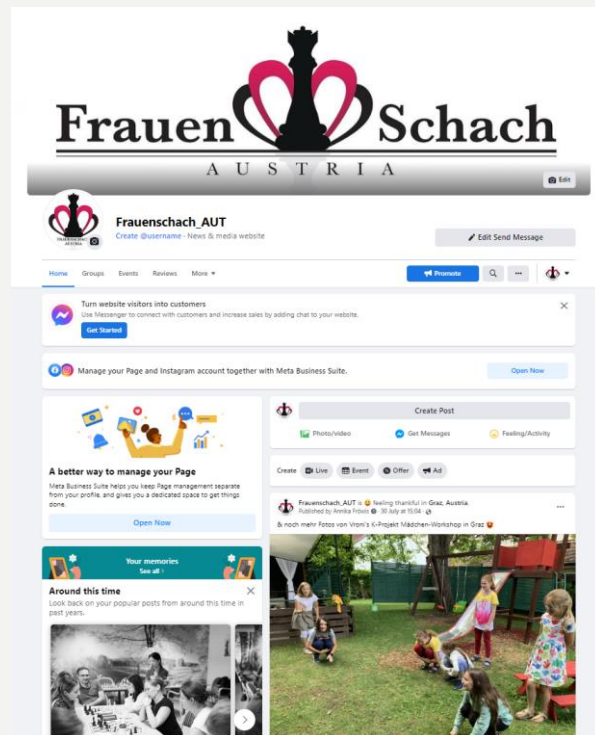 Frauen Schach
AUSTRIA
Edit
FRAUENSCHACH
AUSTRIA
Frauenschach_AUT
Create @username · News & media website
Edit Send Message
Home Groups Events Reviews More
Promote
Turn website visitors into customers
Use Messenger to connect with customers and increase sales by adding chat to your website.
Get Started
Manage your Page and Instagram account together with Meta Business Suite.
Open Now
A better way to manage your Page
Meta Business Suite helps you keep Page management separate
from your profile, and gives you a dedicated space to get things
done.
Open Now
Your memories
See all
Around this time
Look back on your popular posts from around this time in
past years.
Create Post
Photo/video Get Messages Feeling/Activity
Create Live Event Offer Ad
Frauenschach_AUT is feeling thankful in Graz, Austria.
Published by Annika Fröwis · 30 July at 15:04 ·
& noch mehr Fotos von Vroni's K-Projekt Mädchen-Workshop in Graz